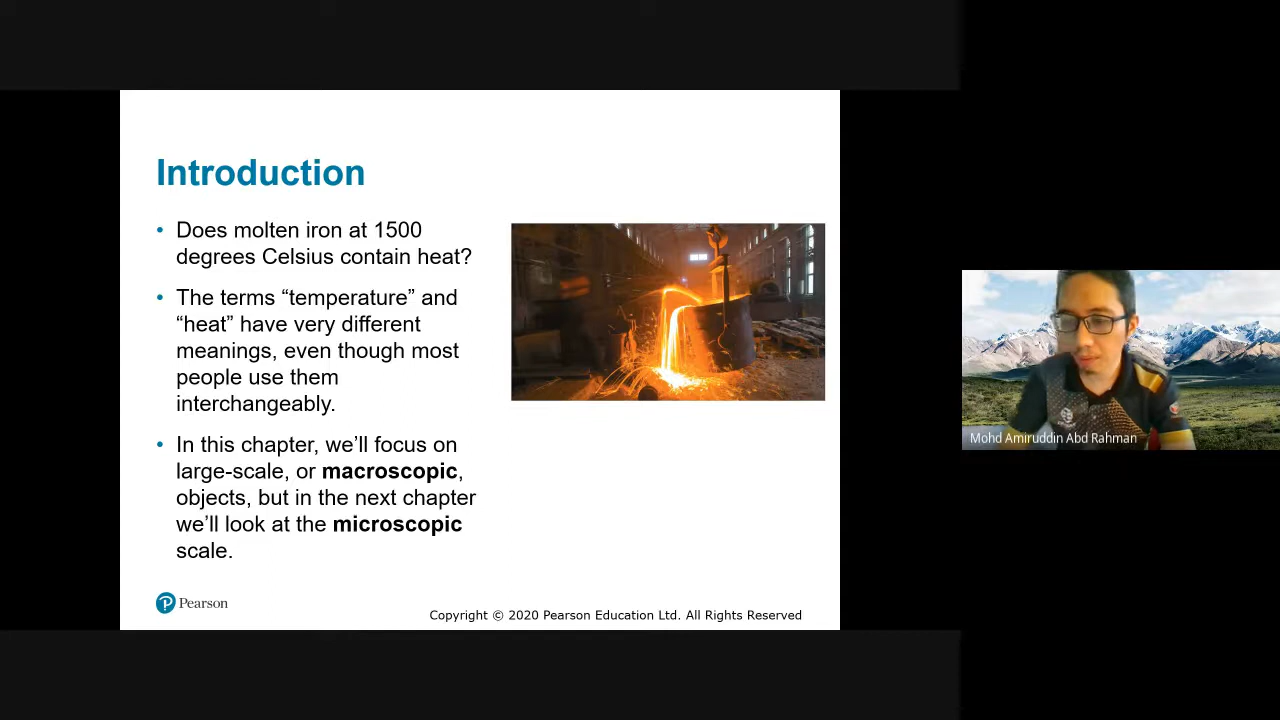 Introduction
• Does molten iron at 1500
degrees Celsius contain heat?
• The terms “temperature” and
“heat” have very different
meanings, even though most
people use them
interchangeably.
• In this chapter, we’ll focus on
large-scale, or macroscopic,
objects, but in the next chapter
we’ll look at the microscopic
scale.
P Pearson
Copyright © 2020 Pearson Education Ltd. All Rights Reserved
Mohd Amiruddin Abd Rahman